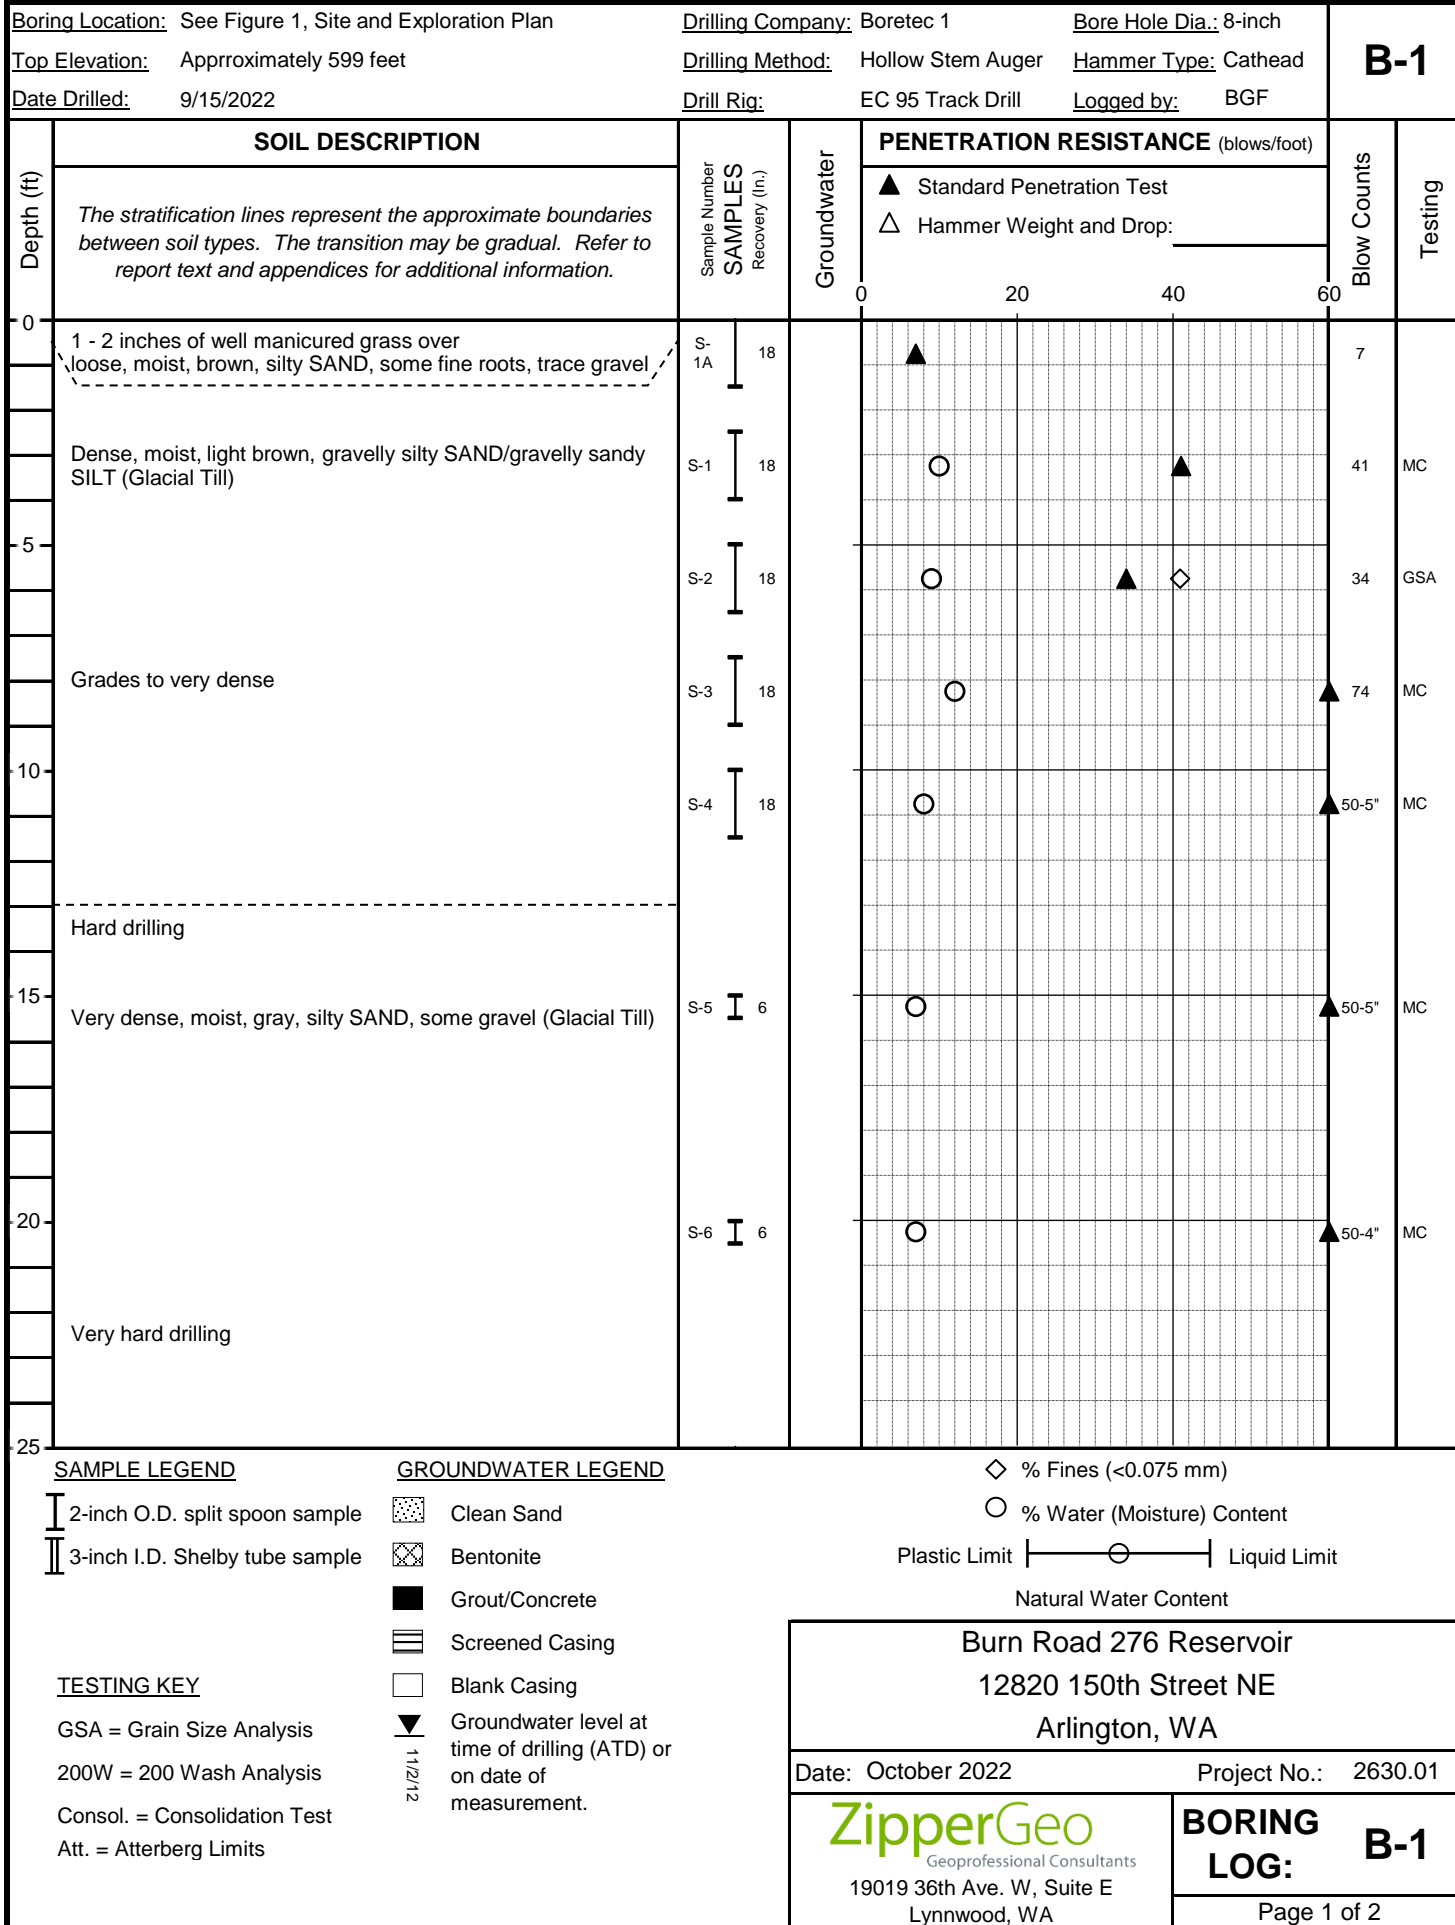 Boring Location: See Figure 1, Site and Exploration Plan Drilling Company: Boretec 1 Bore Hole Dia.: 8-inch
Top Elevation: Apprroximately 599 feet Drilling Method: Hollow Stem Auger Hammer Type: Cathead
Date Drilled: 9/15/2022 Drill Rig: EC 95 Track Drill Logged by: BGF
B-1
Depth (ft)
SOIL DESCRIPTION
The stratification lines represent the approximate boundaries
between soil types. The transition may be gradual. Refer to
report text and appendices for additional information.
Sample Number
SAMPLES
Recovery (In.)
Groundwater
PENETRATION RESISTANCE (blows/foot)
Standard Penetration Test
Hammer Weight and Drop:
0 20 40 60
Blow Counts
Testing
0
1 - 2 inches of well manicured grass over
loose, moist, brown, silty SAND, some fine roots, trace gravel
S-
1A
18
7
Dense, moist, light brown, gravelly silty SAND/gravelly sandy
SILT (Glacial Till)
S-1 18 41 MC
5
S-2 18 34 GSA
Grades to very dense
S-3 18 74 MC
10
S-4 18 50-5" MC
Hard drilling
15
Very dense, moist, gray, silty SAND, some gravel (Glacial Till)
S-5 6 50-5" MC
20
S-6 6 50-4" MC
Very hard drilling
25
SAMPLE LEGEND
2-inch O.D. split spoon sample
3-inch I.D. Shelby tube sample
TESTING KEY
GSA = Grain Size Analysis
200W = 200 Wash Analysis
Consol. = Consolidation Test
Att. = Atterberg Limits
GROUNDWATER LEGEND
Clean Sand
Bentonite
Grout/Concrete
Screened Casing
Blank Casing
Groundwater level at
time of drilling (ATD) or
on date of
measurement.
11/2/12
% Fines (<0.075 mm)
% Water (Moisture) Content
Plastic Limit Liquid Limit
Natural Water Content
Burn Road 276 Reservoir
12820 150th Street NE
Arlington, WA
Date: October 2022 Project No.: 2630.01
ZipperGeo
Geoprofessional Consultants
19019 36th Ave. W, Suite E
Lynnwood, WA
BORING
LOG:
B-1
Page 1 of 2